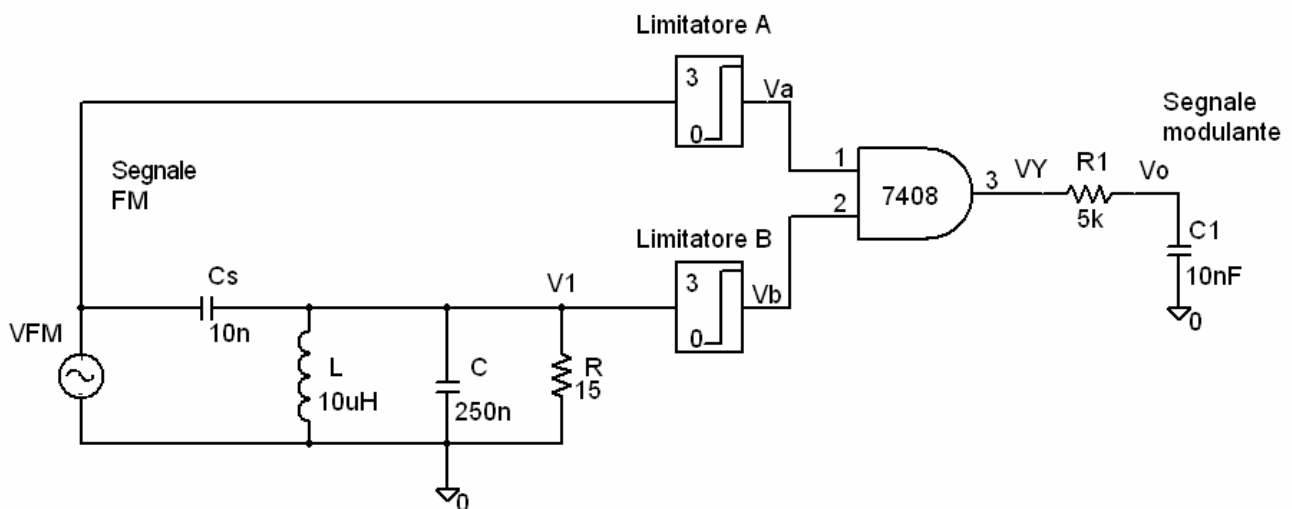 Limitatore A
3
0
Va
Segnale
modulante
Segnale
FM
1
2
7408
3
VY
R1
5k
Vo
C1
10nF
0
Limitatore B
3
0
Vb
Cs
10n
V1
VFM
L
10uH
C
250n
R
15
0